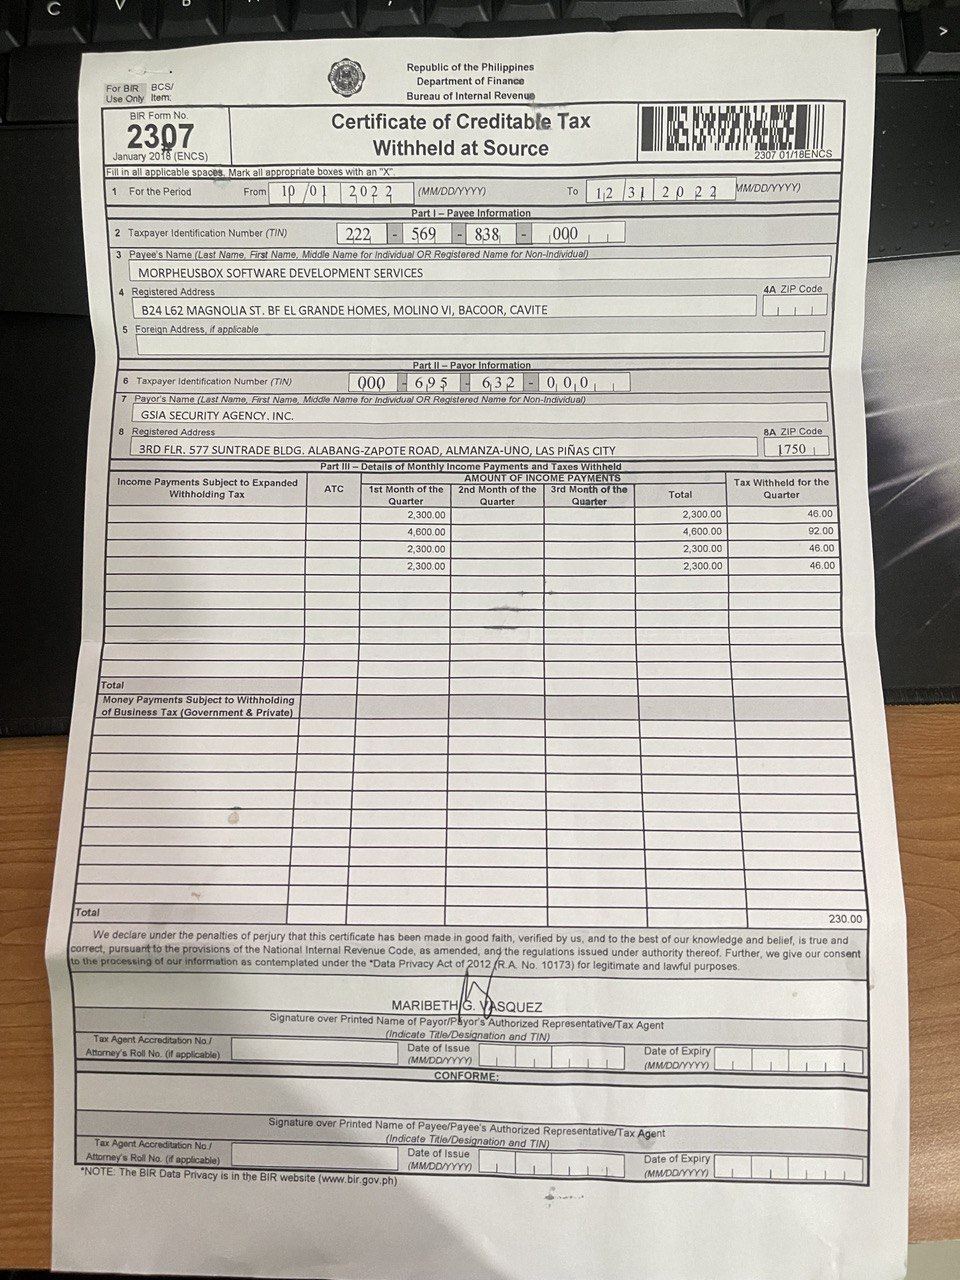 Republic of the Philippines
Department of Finance
Bureau of Internal Revenue
For BIR BCS/
Use Only Item:
BIR Form No.
2307
January 2018 (ENCS)
Certificate of Creditable Tax
Withheld at Source
2307 01/18ENCS
Fill in all applicable spaces. Mark all appropriate boxes with an "X".
1 For the Period From 10/01 2022 (MM/DD/YYYY) To 12 31 2022 MM/DD/YYYY)
Part I – Payee Information
2 Taxpayer Identification Number (TIN) 222 - 569 - 838 - 000
3 Payee's Name (Last Name, First Name, Middle Name for Individual OR Registered Name for Non-Individual)
MORPHEUSBOX SOFTWARE DEVELOPMENT SERVICES
4 Registered Address 4A ZIP Code
B24 L62 MAGNOLIA ST. BF EL GRANDE HOMES, MOLINO VI, BACOOR, CAVITE
5 Foreign Address, if applicable
Part II – Payor Information
6 Taxpayer Identification Number (TIN) 000 - 695 - 632 - 000
7 Payor's Name (Last Name, First Name, Middle Name for Individual OR Registered Name for Non-Individual)
GSIA SECURITY AGENCY. INC.
8 Registered Address 8A ZIP Code
3RD FLR. 577 SUNTRADE BLDG. ALABANG-ZAPOTE ROAD, ALMANZA-UNO, LAS PIÑAS CITY 1750
Part III – Details of Monthly Income Payments and Taxes Withheld
Income Payments Subject to Expanded Withholding Tax ATC AMOUNT OF INCOME PAYMENTS Tax Withheld for the Quarter
1st Month of the Quarter 2nd Month of the Quarter 3rd Month of the Quarter Total
2,300.00 2,300.00 46.00
4,600.00 4,600.00 92.00
2,300.00 2,300.00 46.00
2,300.00 2,300.00 46.00
Total
Money Payments Subject to Withholding
of Business Tax (Government & Private)
Total 230.00
We declare under the penalties of perjury that this certificate has been made in good faith, verified by us, and to the best of our knowledge and belief, is true and
correct, pursuant to the provisions of the National Internal Revenue Code, as amended, and the regulations issued under authority thereof. Further, we give our consent
to the processing of our information as contemplated under the *Data Privacy Act of 2012 (R.A. No. 10173) for legitimate and lawful purposes.
MARIBETH G. VASQUEZ
Signature over Printed Name of Payor/Payor's Authorized Representative/Tax Agent
(Indicate Title/Designation and TIN)
Tax Agent Accreditation No./ Date of Issue Date of Expiry
Attorney's Roll No. (if applicable) (MM/DD/YYYY) (MM/DD/YYYY)
CONFORME:
Signature over Printed Name of Payee/Payee's Authorized Representative/Tax Agent
(Indicate Title/Designation and TIN)
Tax Agent Accreditation No./ Date of Issue Date of Expiry
Attorney's Roll No. (if applicable) (MM/DD/YYYY) (MM/DD/YYYY)
*NOTE: The BIR Data Privacy is in the BIR website (www.bir.gov.ph)